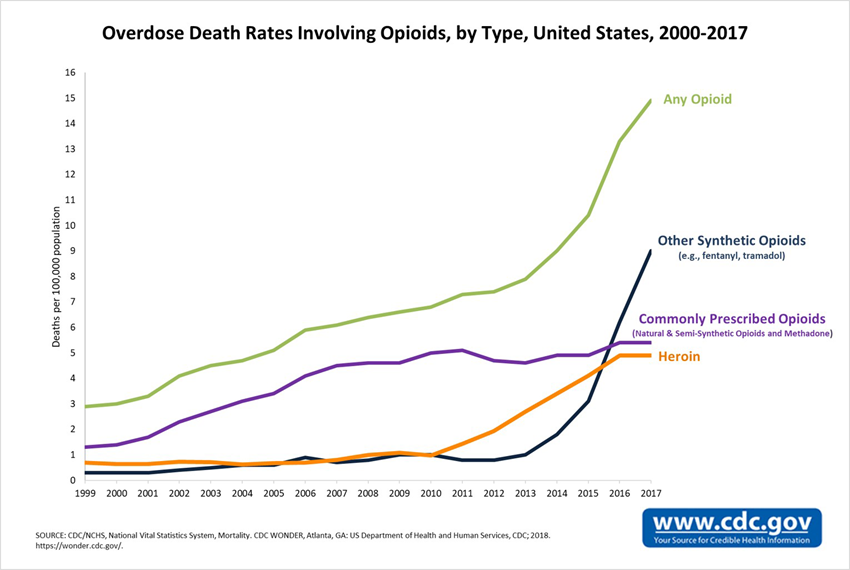 Overdose Death Rates Involving Opioids, by Type, United States, 2000-2017
16
15
14
13
12
11
10
9
8
7
6
5
4
3
2
1
0
Deaths per 100,000 population
Any Opioid
Other Synthetic Opioids
(e.g., fentanyl, tramadol)
Commonly Prescribed Opioids
(Natural & Semi-Synthetic Opioids and Methadone)
Heroin
1999 2000 2001 2002 2003 2004 2005 2006 2007 2008 2009 2010 2011 2012 2013 2014 2015 2016 2017
www.cdc.gov
Your Source for Credible Health Information
SOURCE: CDC/NCHS, National Vital Statistics System, Mortality. CDC WONDER, Atlanta, GA: US Department of Health and Human Services, CDC; 2018.
https://wonder.cdc.gov/.